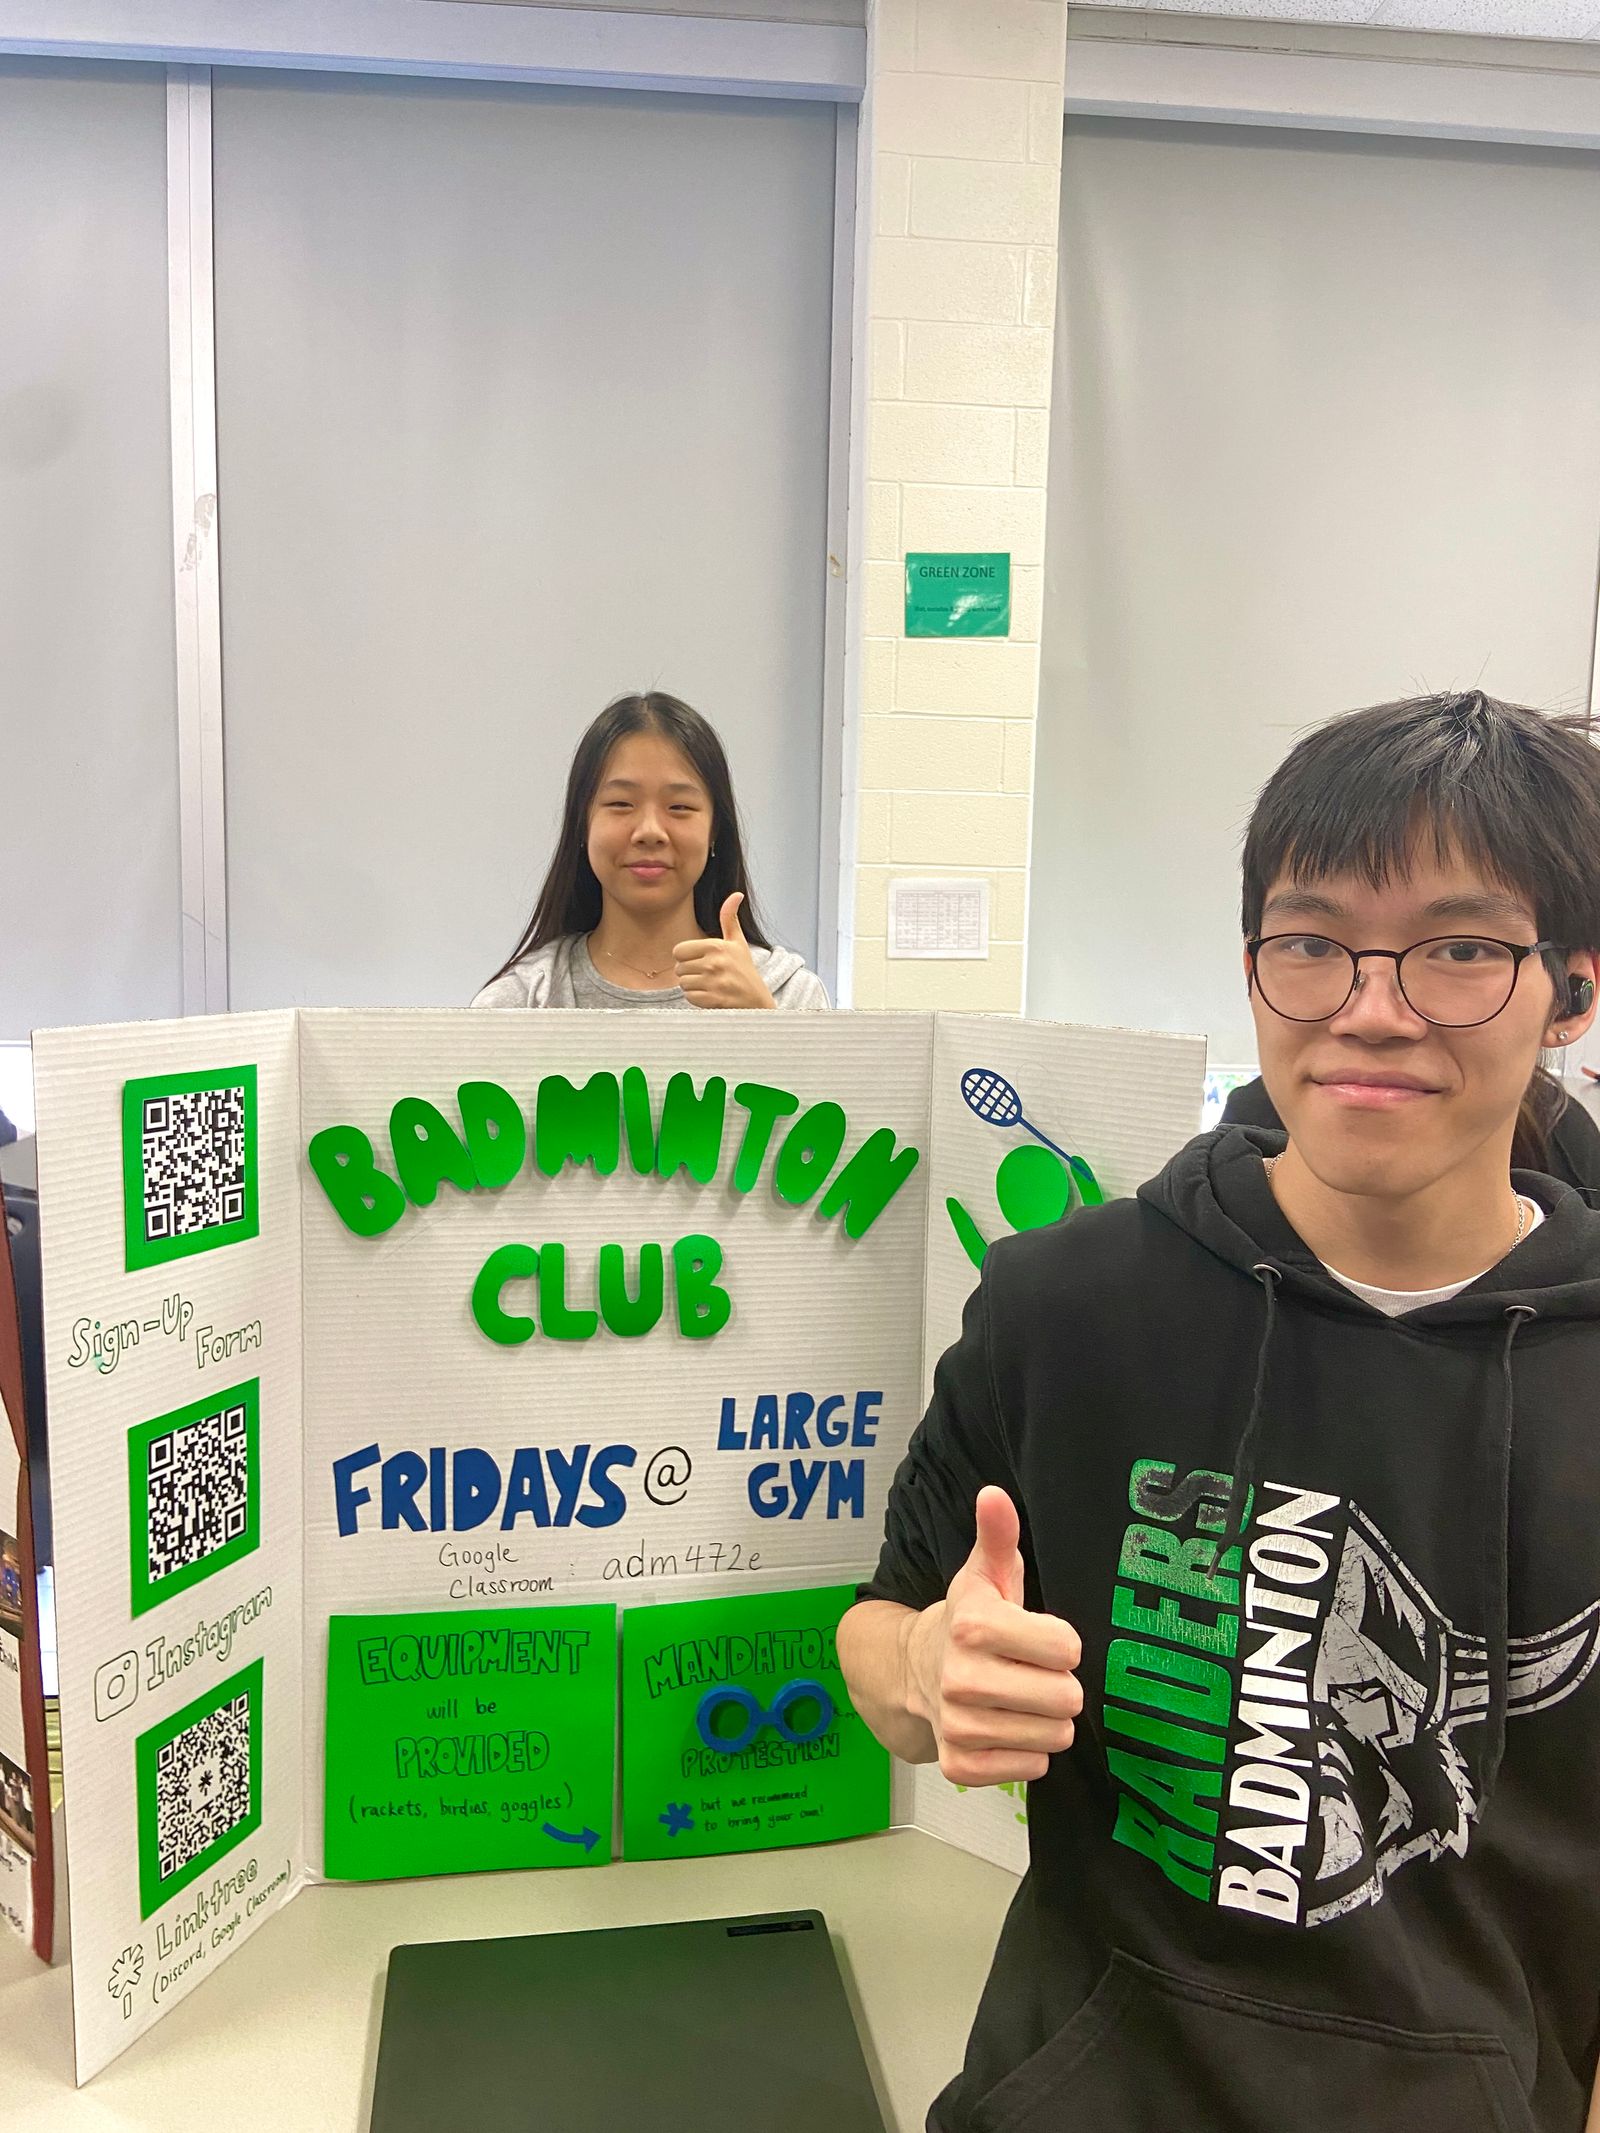 GREEN ZONE
BADMINTON
CLUB
FRIDAYS @ LARGE
GYM
Google
Classroom : adm472e
Sign-Up
Form
Instagram
Linktree
(Discord, Google Classroom)
EQUIPMENT
will be
PROVIDED
(rackets, birdies, goggles)
PROTECTION
but we recommend
to bring your own!
RAIDERS
BADMINTON